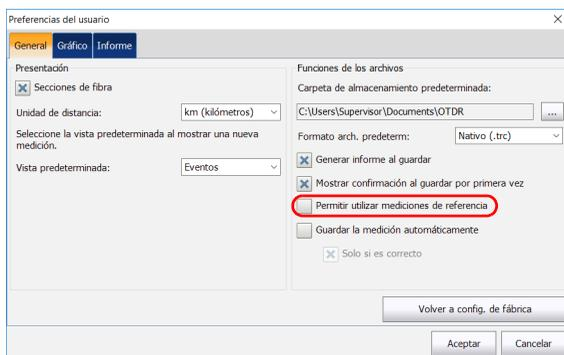 Preferencias del usuario
General Gráfico Informe
Presentación
Secciones de fibra
Unidad de distancia: km (kilómetros)
Seleccione la vista predeterminada al mostrar una nueva
medición.
Vista predeterminada: Eventos
Funciones de los archivos
Carpeta de almacenamiento predeterminada:
C:\Users\Supervisor\Documents\OTDR ...
Formato arch. predeterm: Nativo (.trc)
Generar informe al guardar
Mostrar confirmación al guardar por primera vez
Permitir utilizar mediciones de referencia
Guardar la medición automáticamente
Solo si es correcto
Volver a config. de fábrica
Aceptar Cancelar